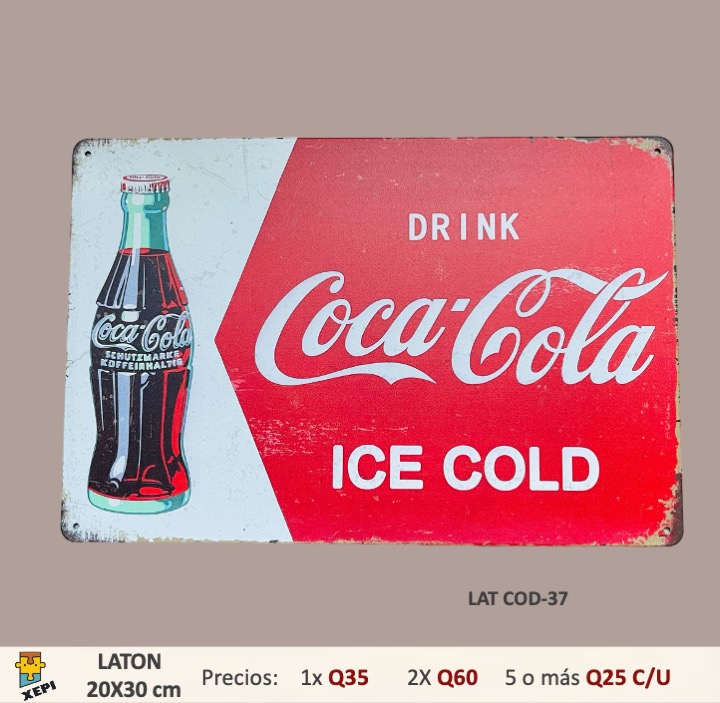 DRINK
Coca-Cola
ICE COLD
Coca-Cola
SCHUTZMARKE
KOFFEINHALTIG
LAT COD-37
XEPI
LATON
20X30 cm
Precios: 1x Q35 2X Q60 5 o más Q25 C/U